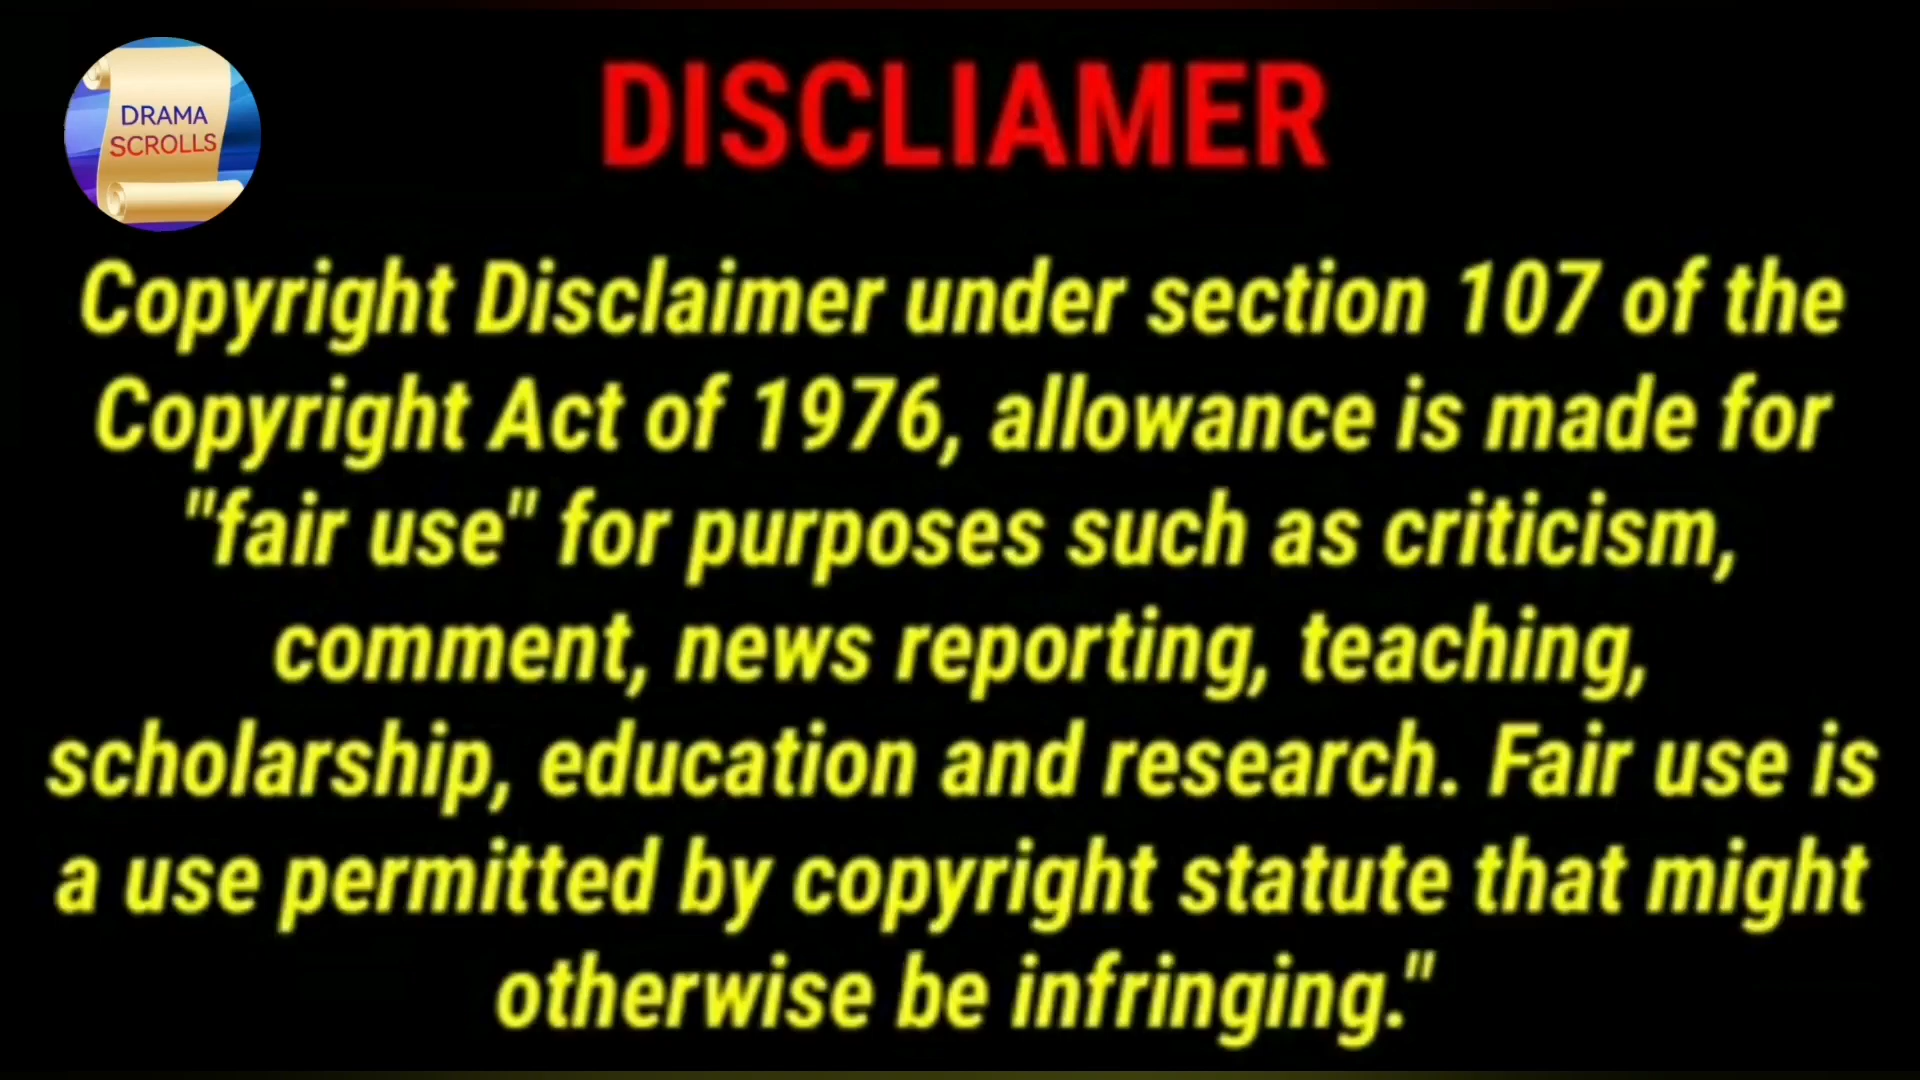 DRAMA
SCROLLS
DISCLIAMER
Copyright Disclaimer under section 107 of the
Copyright Act of 1976, allowance is made for
"fair use" for purposes such as criticism,
comment, news reporting, teaching,
scholarship, education and research. Fair use is
a use permitted by copyright statute that might
otherwise be infringing."